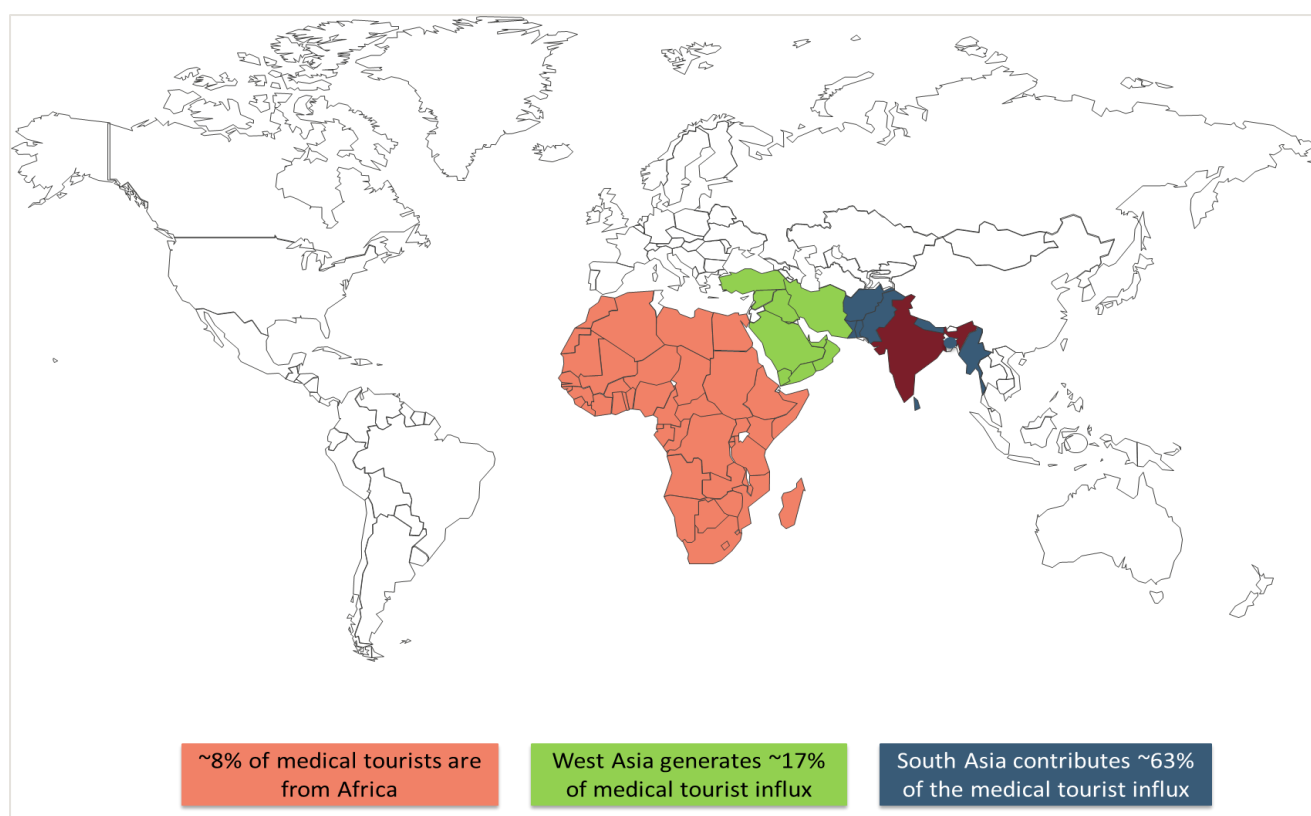 ~8% of medical tourists are
from Africa
West Asia generates ~17%
of medical tourist influx
South Asia contributes ~63%
of the medical tourist influx